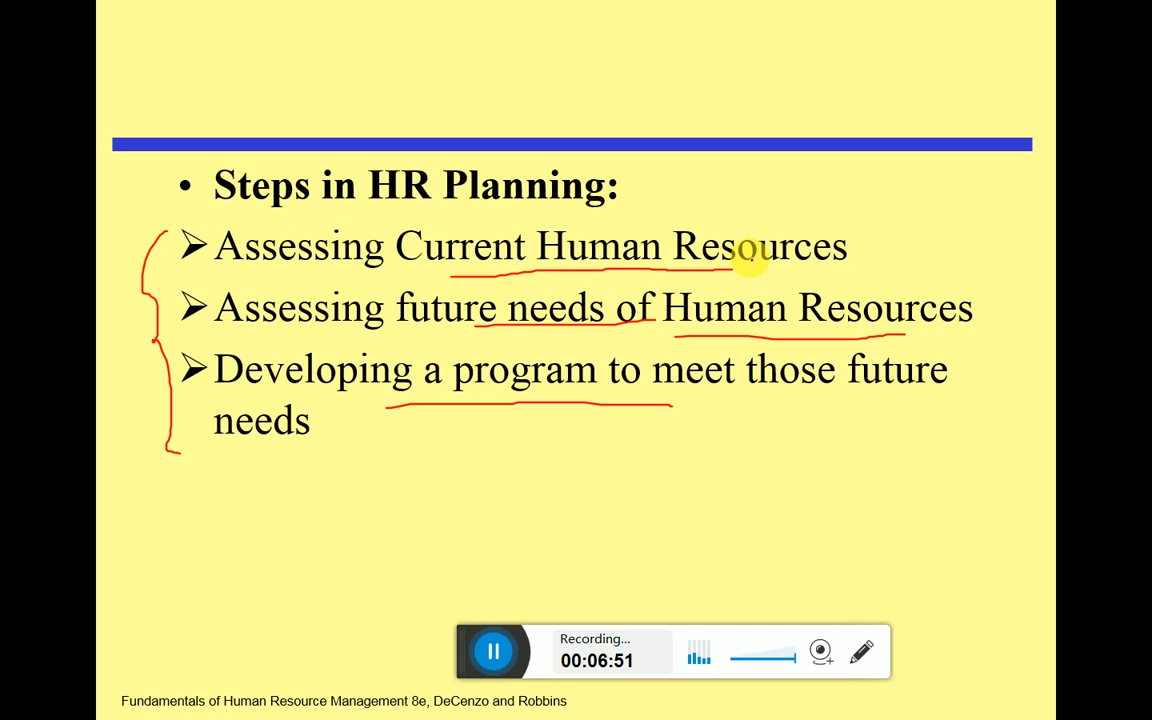 • Steps in HR Planning:
➢ Assessing Current Human Resources
➢ Assessing future needs of Human Resources
➢ Developing a program to meet those future
needs
Recording...
00:06:51
Fundamentals of Human Resource Management 8e, DeCenzo and Robbins